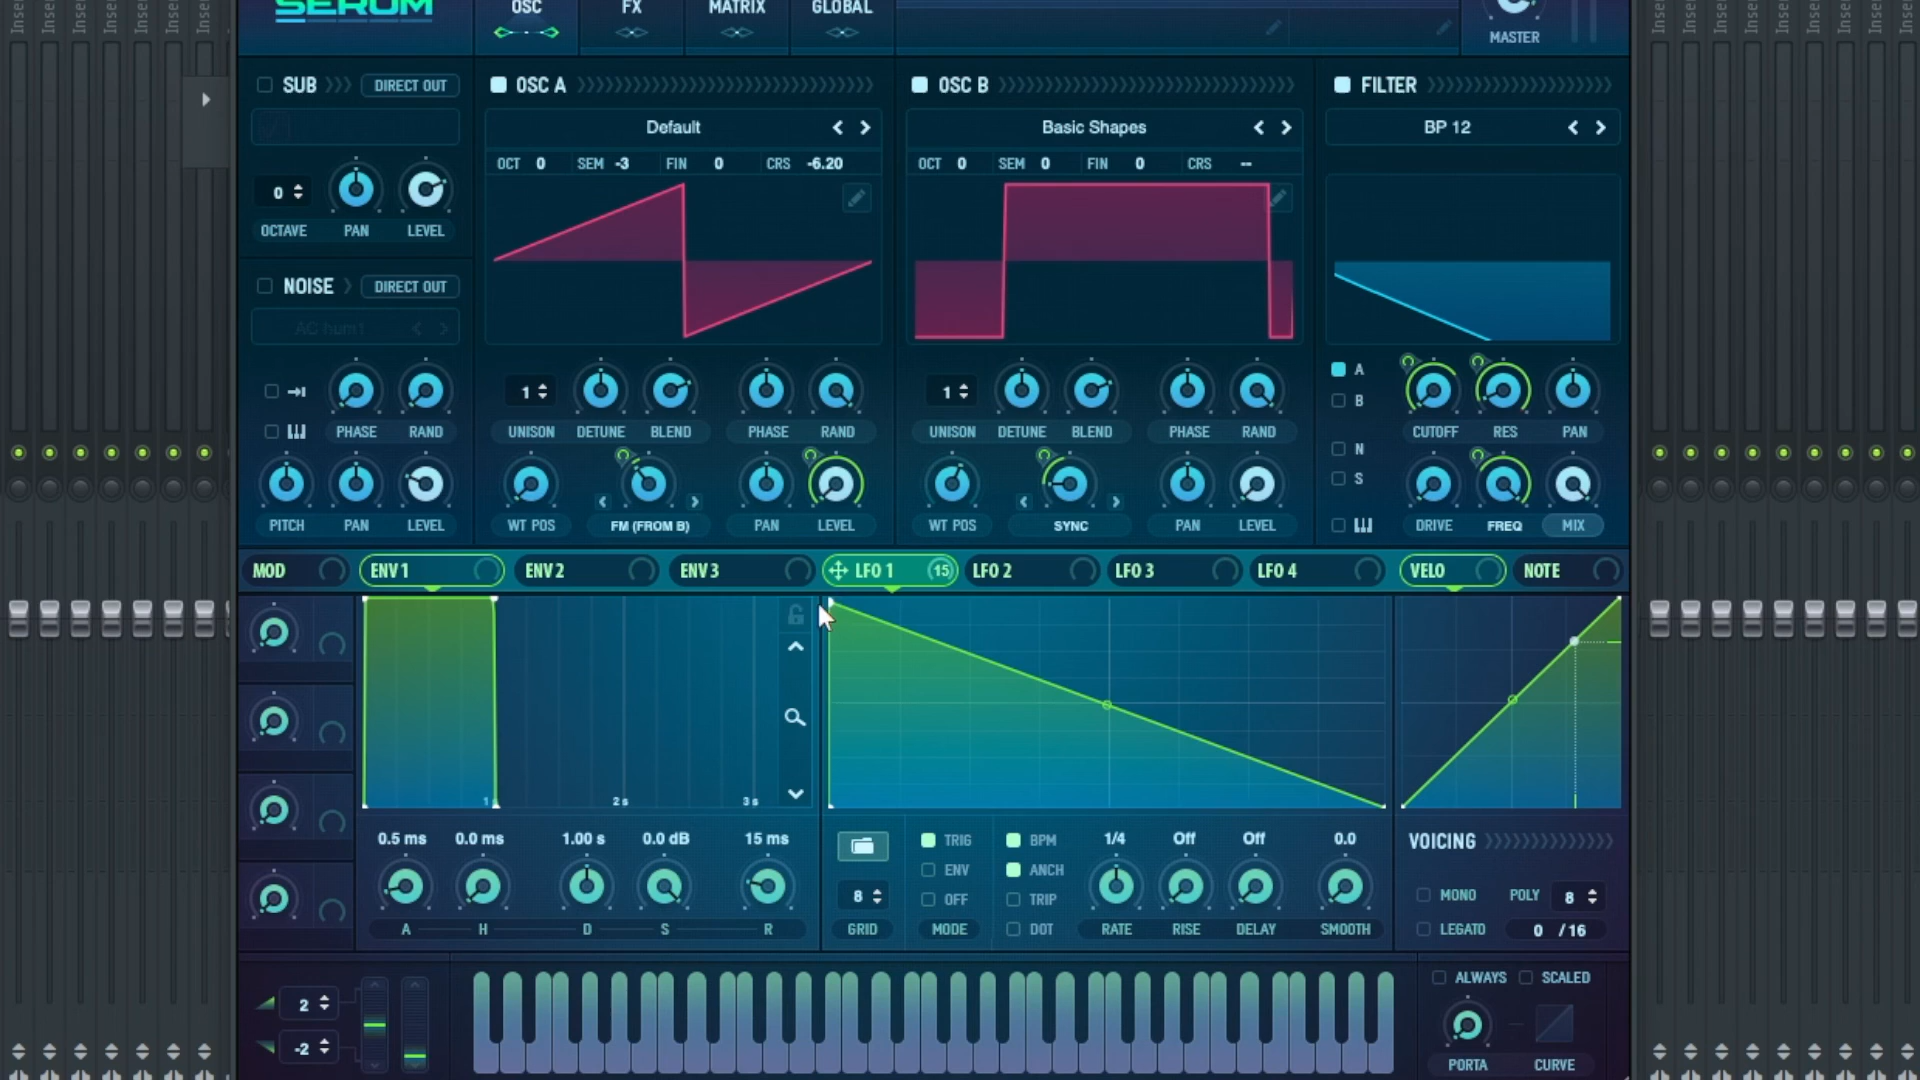 SERUM
OSC
FX
MATRIX
GLOBAL
MASTER
SUB
DIRECT OUT
OSC A
OSC B
FILTER
Default
Basic Shapes
BP 12
OCT 0 SEM -3 FIN 0 CRS -6.20
OCT 0 SEM 0 FIN 0 CRS --
0
OCTAVE PAN LEVEL
NOISE
DIRECT OUT
AC hum1
A
B
N
S
1
1
PHASE RAND
UNISON DETUNE BLEND PHASE RAND
UNISON DETUNE BLEND PHASE RAND
CUTOFF RES PAN
PITCH PAN LEVEL
WT POS FM (FROM B) PAN LEVEL
WT POS SYNC PAN LEVEL
DRIVE FREQ MIX
MOD ENV 1 ENV 2 ENV 3 LFO 1 (15) LFO 2 LFO 3 LFO 4 VELO NOTE
1 2 s 3 s
0.5 ms 0.0 ms 1.00 s 0.0 dB 15 ms
A H D S R
8
GRID
TRIG
ENV
OFF
MODE
BPM
ANCH
TRIP
DOT
1/4 Off Off 0.0
RATE RISE DELAY SMOOTH
VOICING
MONO POLY 8
LEGATO 0 / 16
2
-2
ALWAYS SCALED
PORTA CURVE